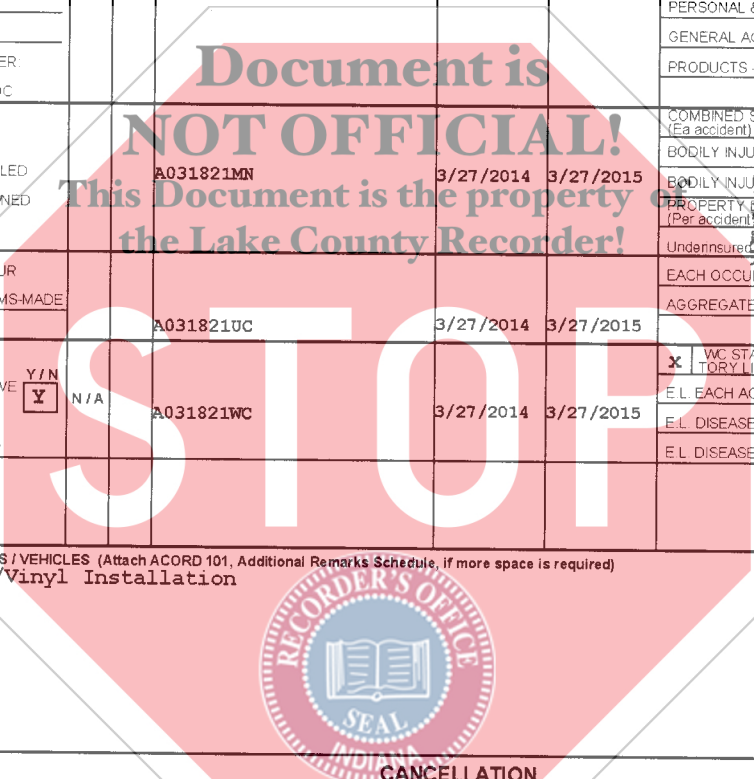 PERSONAL &
GENERAL AG
ER:
PRODUCTS -
OC
Document is
COMBINED S
(Ea accident)
NOT OFFICIAL!
BODILY INJU
LED
A031821MN 3/27/2014 3/27/2015
BODILY INJU
NED
This Document is the property of
PROPERTY
(Per accident)
the Lake County Recorder!
Undennsured
UR
EACH OCCU
MS-MADE
AGGREGATE
A031821UC 3/27/2014 3/27/2015
STOP
X WC STA
TORY LI
Y / N
VE Y N / A
E.L. EACH AC
A031821WC 3/27/2014 3/27/2015
E.L. DISEASE
E.L. DISEASE
S / VEHICLES (Attach ACORD 101, Additional Remarks Schedule, if more space is required)
/Vinyl Installation
RECORDER'S OFFICE
SEAL
INDIANA
CANCELLATION